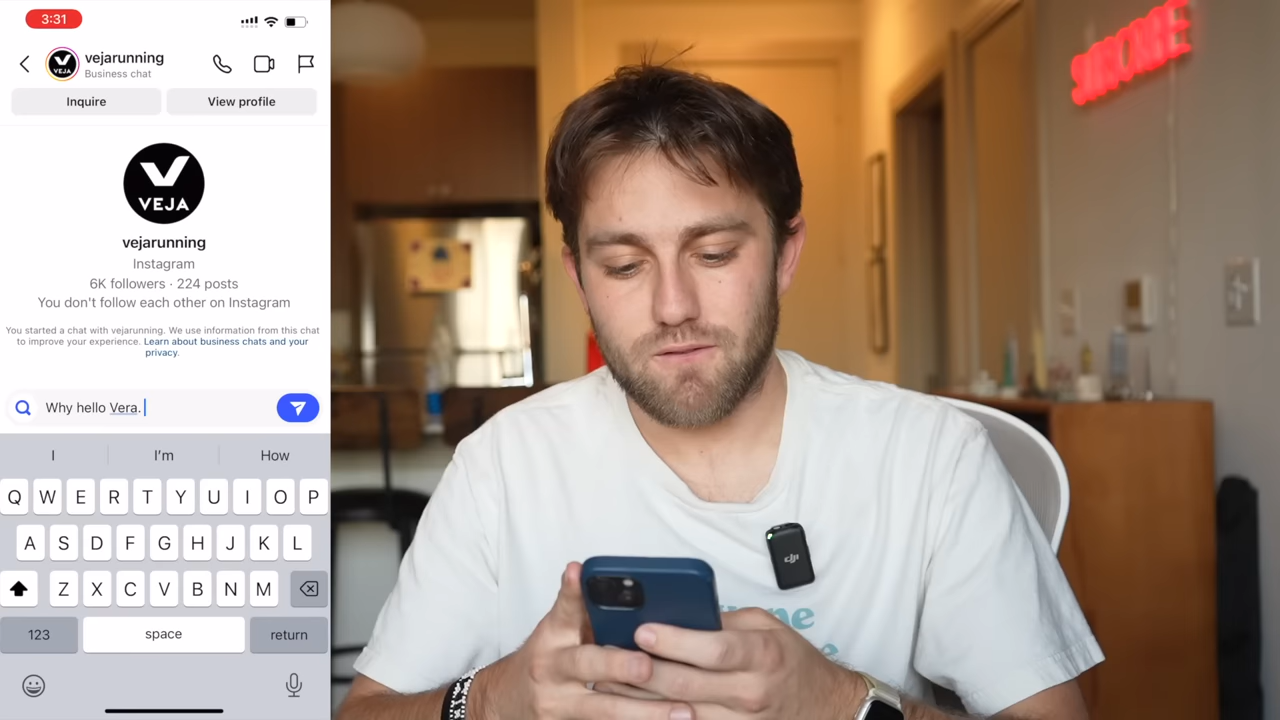 3:31
vejarunning
Business chat
Inquire
View profile
VEJA
VEJA
vejarunning
Instagram
6K followers · 224 posts
You don't follow each other on Instagram
You started a chat with vejarunning. We use information from this chat
to improve your experience. Learn about business chats and your
privacy.
Why hello Vera.
I
I'm
How
Q W E R T Y U I O P
A S D F G H J K L
Z X C V B N M
123
space
return
dji